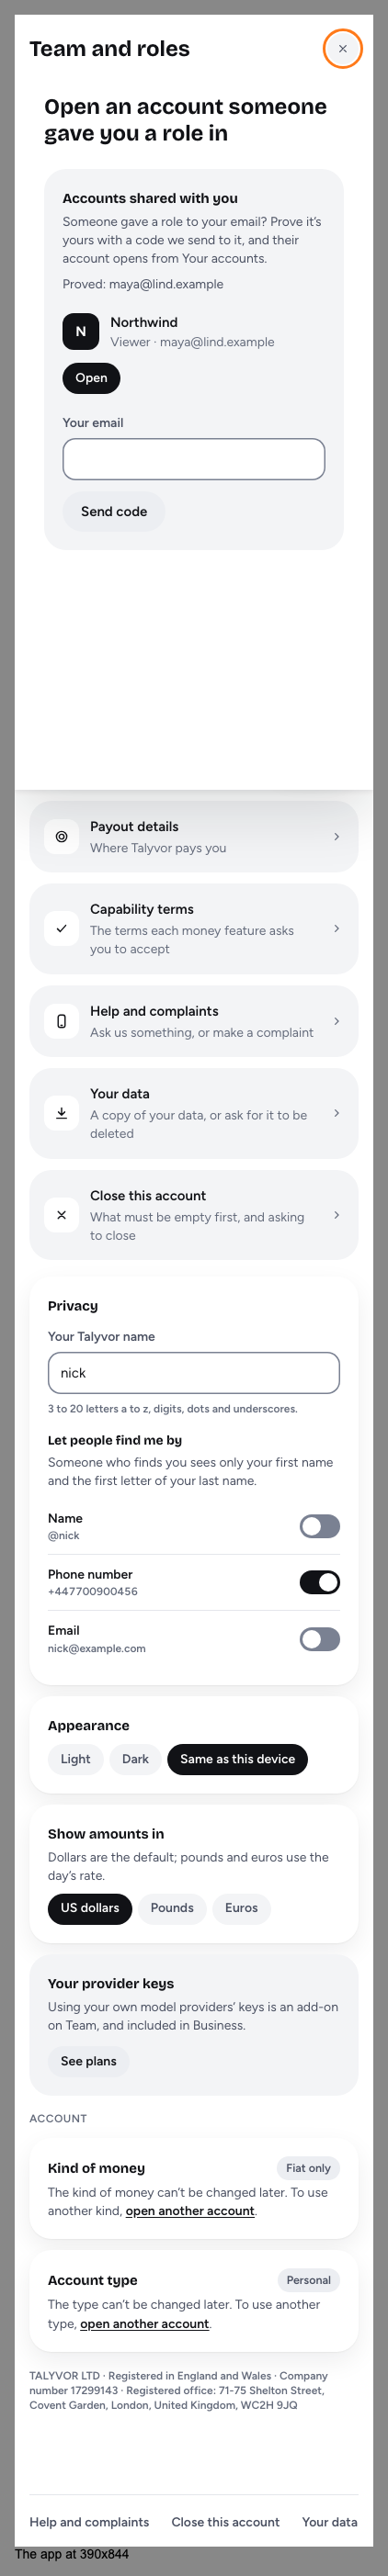 Team and roles
Open an account someone
gave you a role in
Accounts shared with you
Someone gave a role to your email? Prove it's
yours with a code we send to it, and their
account opens from Your accounts.
Proved: maya@lind.example
N
Northwind
Viewer · maya@lind.example
Open
Your email
Send code
Payout details
Where Talyvor pays you
Capability terms
The terms each money feature asks
you to accept
Help and complaints
Ask us something, or make a complaint
Your data
A copy of your data, or ask for it to be
deleted
Close this account
What must be empty first, and asking
to close
Privacy
Your Talyvor name
nick
3 to 20 letters a to z, digits, dots and underscores.
Let people find me by
Someone who finds you sees only your first name
and the first letter of your last name.
Name
@nick
Phone number
+447700900456
Email
nick@example.com
Appearance
Light Dark Same as this device
Show amounts in
Dollars are the default; pounds and euros use the
day's rate.
US dollars Pounds Euros
Your provider keys
Using your own model providers' keys is an add-on
on Team, and included in Business.
See plans
ACCOUNT
Kind of money Fiat only
The kind of money can't be changed later. To use
another kind, open another account.
Account type Personal
The type can't be changed later. To use another
type, open another account.
TALYVOR LTD · Registered in England and Wales · Company
number 17299143 · Registered office: 71-75 Shelton Street,
Covent Garden, London, United Kingdom, WC2H 9JQ
Help and complaints Close this account Your data
The app at 390x844